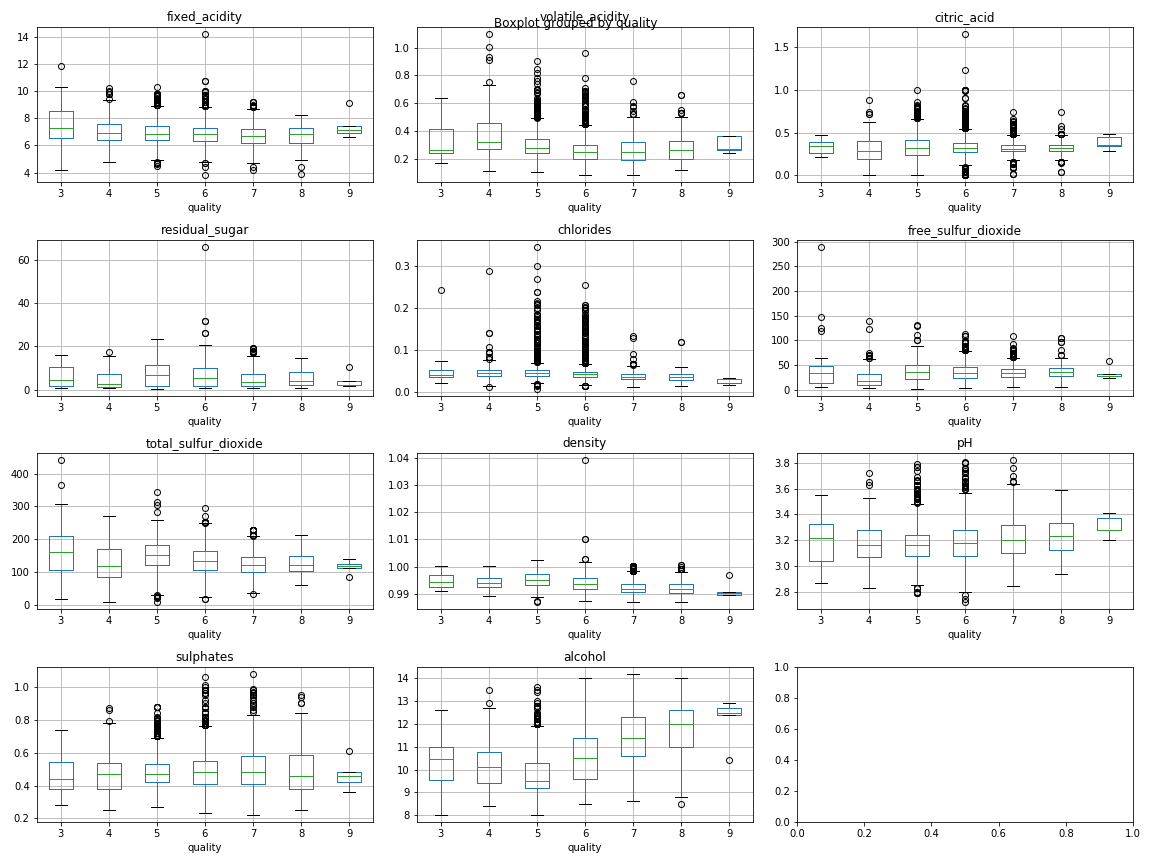 fixed_acidity
14
12
10
8
6
4
3 4 5 6 7 8 9
quality
volatile_acidity
Boxplot grouped by quality
1.0
0.8
0.6
0.4
0.2
3 4 5 6 7 8 9
quality
citric_acid
1.5
1.0
0.5
0.0
3 4 5 6 7 8 9
quality
residual_sugar
60
40
20
0
3 4 5 6 7 8 9
quality
chlorides
0.3
0.2
0.1
0.0
3 4 5 6 7 8 9
quality
free_sulfur_dioxide
300
250
200
150
100
50
0
3 4 5 6 7 8 9
quality
total_sulfur_dioxide
400
300
200
100
0
3 4 5 6 7 8 9
quality
density
1.04
1.03
1.02
1.01
1.00
0.99
3 4 5 6 7 8 9
quality
pH
3.8
3.6
3.4
3.2
3.0
2.8
3 4 5 6 7 8 9
quality
sulphates
1.0
0.8
0.6
0.4
0.2
3 4 5 6 7 8 9
quality
alcohol
14
13
12
11
10
9
8
3 4 5 6 7 8 9
quality
1.0
0.8
0.6
0.4
0.2
0.0
0.0 0.2 0.4 0.6 0.8 1.0